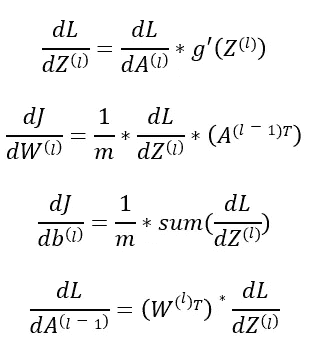 dL/dZ^(l) = dL/dA^(l) * g′(Z^(l))
dJ/dW^(l) = 1/m * dL/dZ^(l) * (A^(l − 1)T)
dJ/db^(l) = 1/m * sum(dL/dZ^(l))
dL/dA^(l − 1) = (W^(l)T) * dL/dZ^(l)